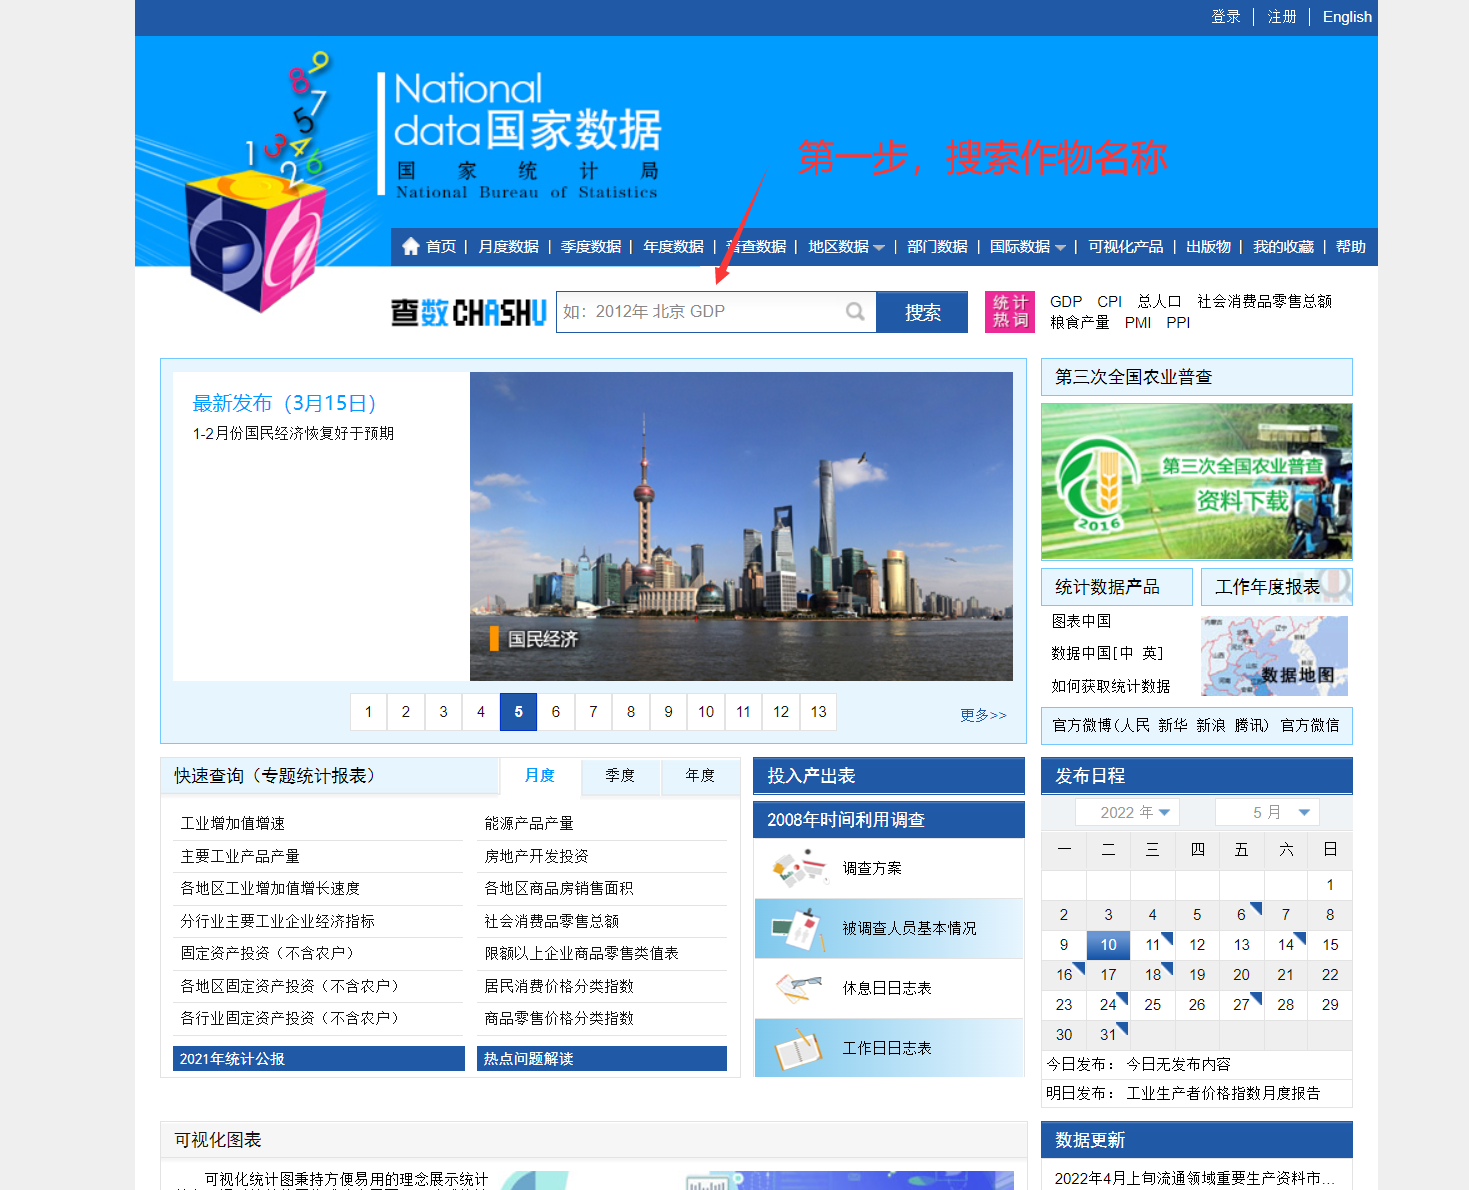 登录 | 注册 | English
National
data国家数据
国家统计局
National Bureau of Statistics
第一步，搜索作物名称
首页 | 月度数据 | 季度数据 | 年度数据 | 普查数据 | 地区数据 | 部门数据 | 国际数据 | 可视化产品 | 出版物 | 我的收藏 | 帮助
查数 CHASHU
如：2012年 北京 GDP
搜索
统计
热词
GDP CPI 总人口 社会消费品零售总额
粮食产量 PMI PPI
最新发布（3月15日）
1-2月份国民经济恢复好于预期
国民经济
1 2 3 4 5 6 7 8 9 10 11 12 13
更多>>
第三次全国农业普查
第三次全国农业普查
资料下载
2016
统计数据产品
工作年度报表
图表中国
数据中国[中 英]
如何获取统计数据
数据地图
官方微博(人民 新华 新浪 腾讯) 官方微信
快速查询（专题统计报表）
月度 季度 年度
工业增加值增速
能源产品产量
主要工业产品产量
房地产开发投资
各地区工业增加值增长速度
各地区商品房销售面积
分行业主要工业企业经济指标
社会消费品零售总额
固定资产投资（不含农户）
限额以上企业商品零售类值表
各地区固定资产投资（不含农户）
居民消费价格分类指数
各行业固定资产投资（不含农户）
商品零售价格分类指数
2021年统计公报
热点问题解读
投入产出表
2008年时间利用调查
调查方案
被调查人员基本情况
休息日日志表
工作日日志表
发布日程
2022 年 5 月
一 二 三 四 五 六 日
1
2 3 4 5 6 7 8
9 10 11 12 13 14 15
16 17 18 19 20 21 22
23 24 25 26 27 28 29
30 31
今日发布： 今日无发布内容
明日发布： 工业生产者价格指数月度报告
可视化图表
可视化统计图秉持方便易用的理念展示统计
数据更新
2022年4月上旬流通领域重要生产资料市...